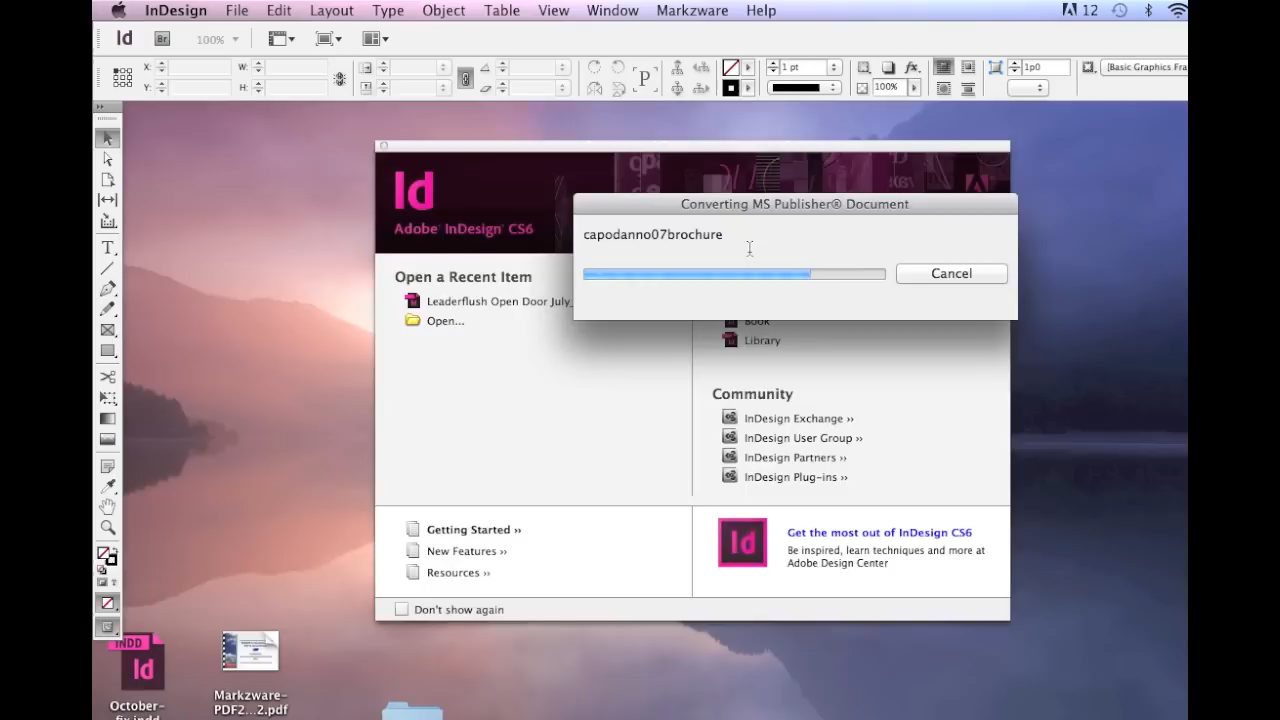 InDesign File Edit Layout Type Object Table View Window Markzware Help 12
Id Br 100%
X: W: 1 pt fx. 1p0 [Basic Graphics Fra
Y: H: P 100%
Id
Adobe InDesign CS6
Converting MS Publisher® Document
capodanno07brochure
Cancel
Open a Recent Item
Leaderflush Open Door July_
Open...
Book
Library
Community
InDesign Exchange ››
InDesign User Group ››
InDesign Partners ››
InDesign Plug-ins ››
Getting Started ››
New Features ››
Resources ››
Id
Get the most out of InDesign CS6
Be inspired, learn techniques and more at
Adobe Design Center
Don't show again
INDD
Id
October-
fix.indd
Markzware-
PDF2...2.pdf